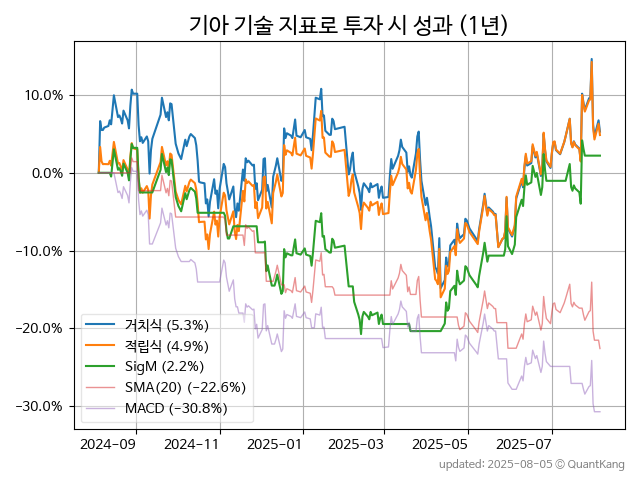 기아 기술 지표로 투자 시 성과 (1년)
10.0%
0.0%
−10.0%
−20.0%
−30.0%
거치식 (5.3%)
적립식 (4.9%)
SigM (2.2%)
SMA(20) (−22.6%)
MACD (−30.8%)
2024-09 2024-11 2025-01 2025-03 2025-05 2025-07
updated: 2025-08-05 ⓒ QuantKang